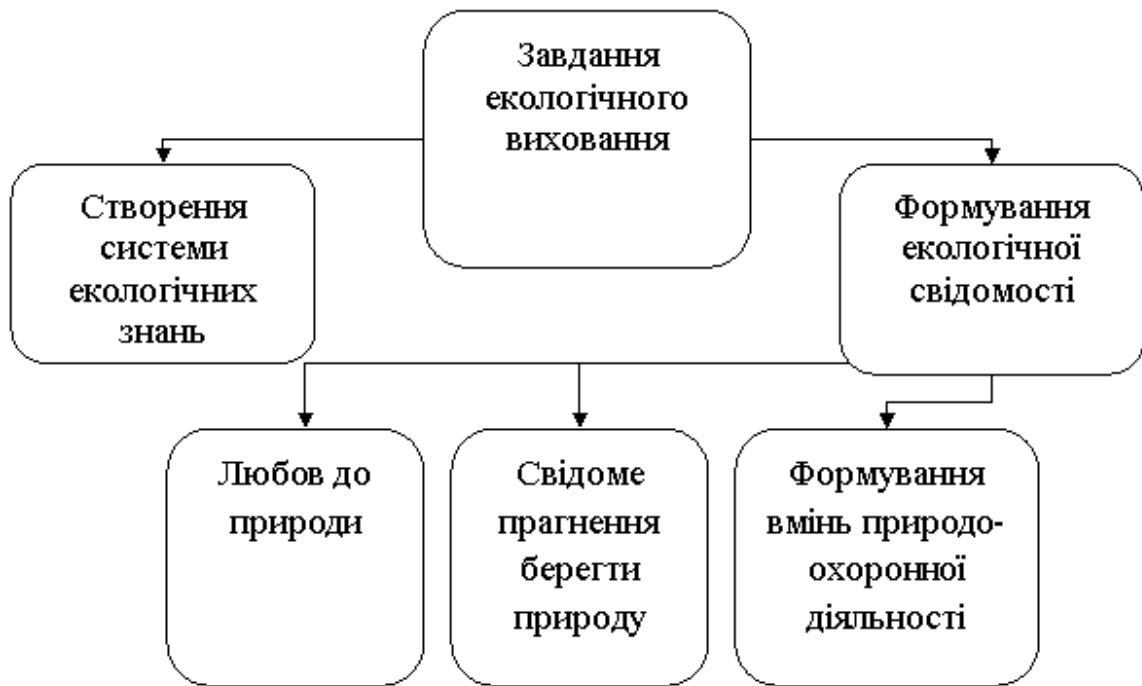 Завдання
екологічного
виховання
Створення
системи
екологічних
знань
Формування
екологічної
свідомості
Любов до
природи
Свідоме
прагнення
берегти
природу
Формування
вмінь природо-
охоронної
діяльності